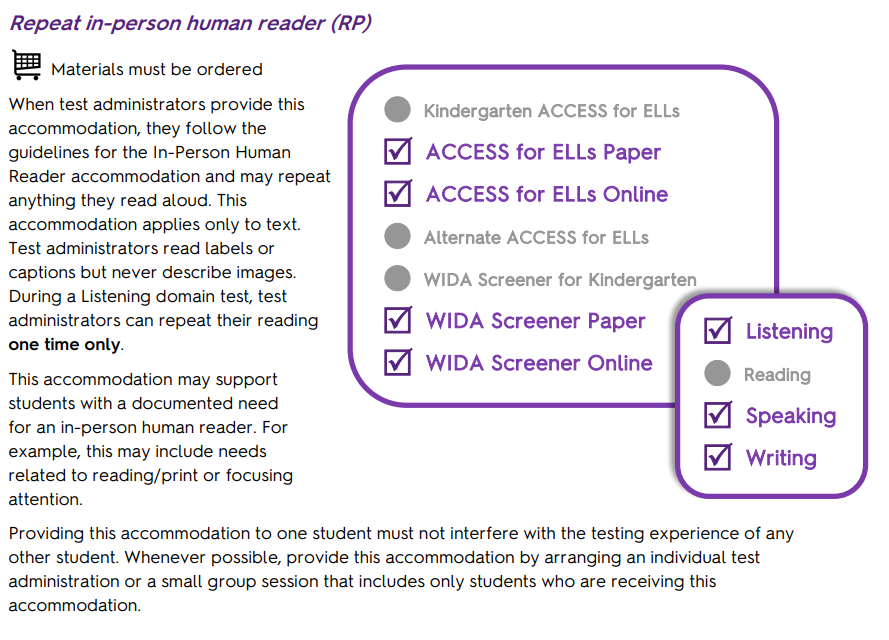 Repeat in-person human reader (RP)
Materials must be ordered
When test administrators provide this
accommodation, they follow the
guidelines for the In-Person Human
Reader accommodation and may repeat
anything they read aloud. This
accommodation applies only to text.
Test administrators read labels or
captions but never describe images.
During a Listening domain test, test
administrators can repeat their reading
one time only.
This accommodation may support
students with a documented need
for an in-person human reader. For
example, this may include needs
related to reading/print or focusing
attention.
Kindergarten ACCESS for ELLs
ACCESS for ELLs Paper
ACCESS for ELLs Online
Alternate ACCESS for ELLs
WIDA Screener for Kindergarten
WIDA Screener Paper
WIDA Screener Online
Listening
Reading
Speaking
Writing
Providing this accommodation to one student must not interfere with the testing experience of any
other student. Whenever possible, provide this accommodation by arranging an individual test
administration or a small group session that includes only students who are receiving this
accommodation.